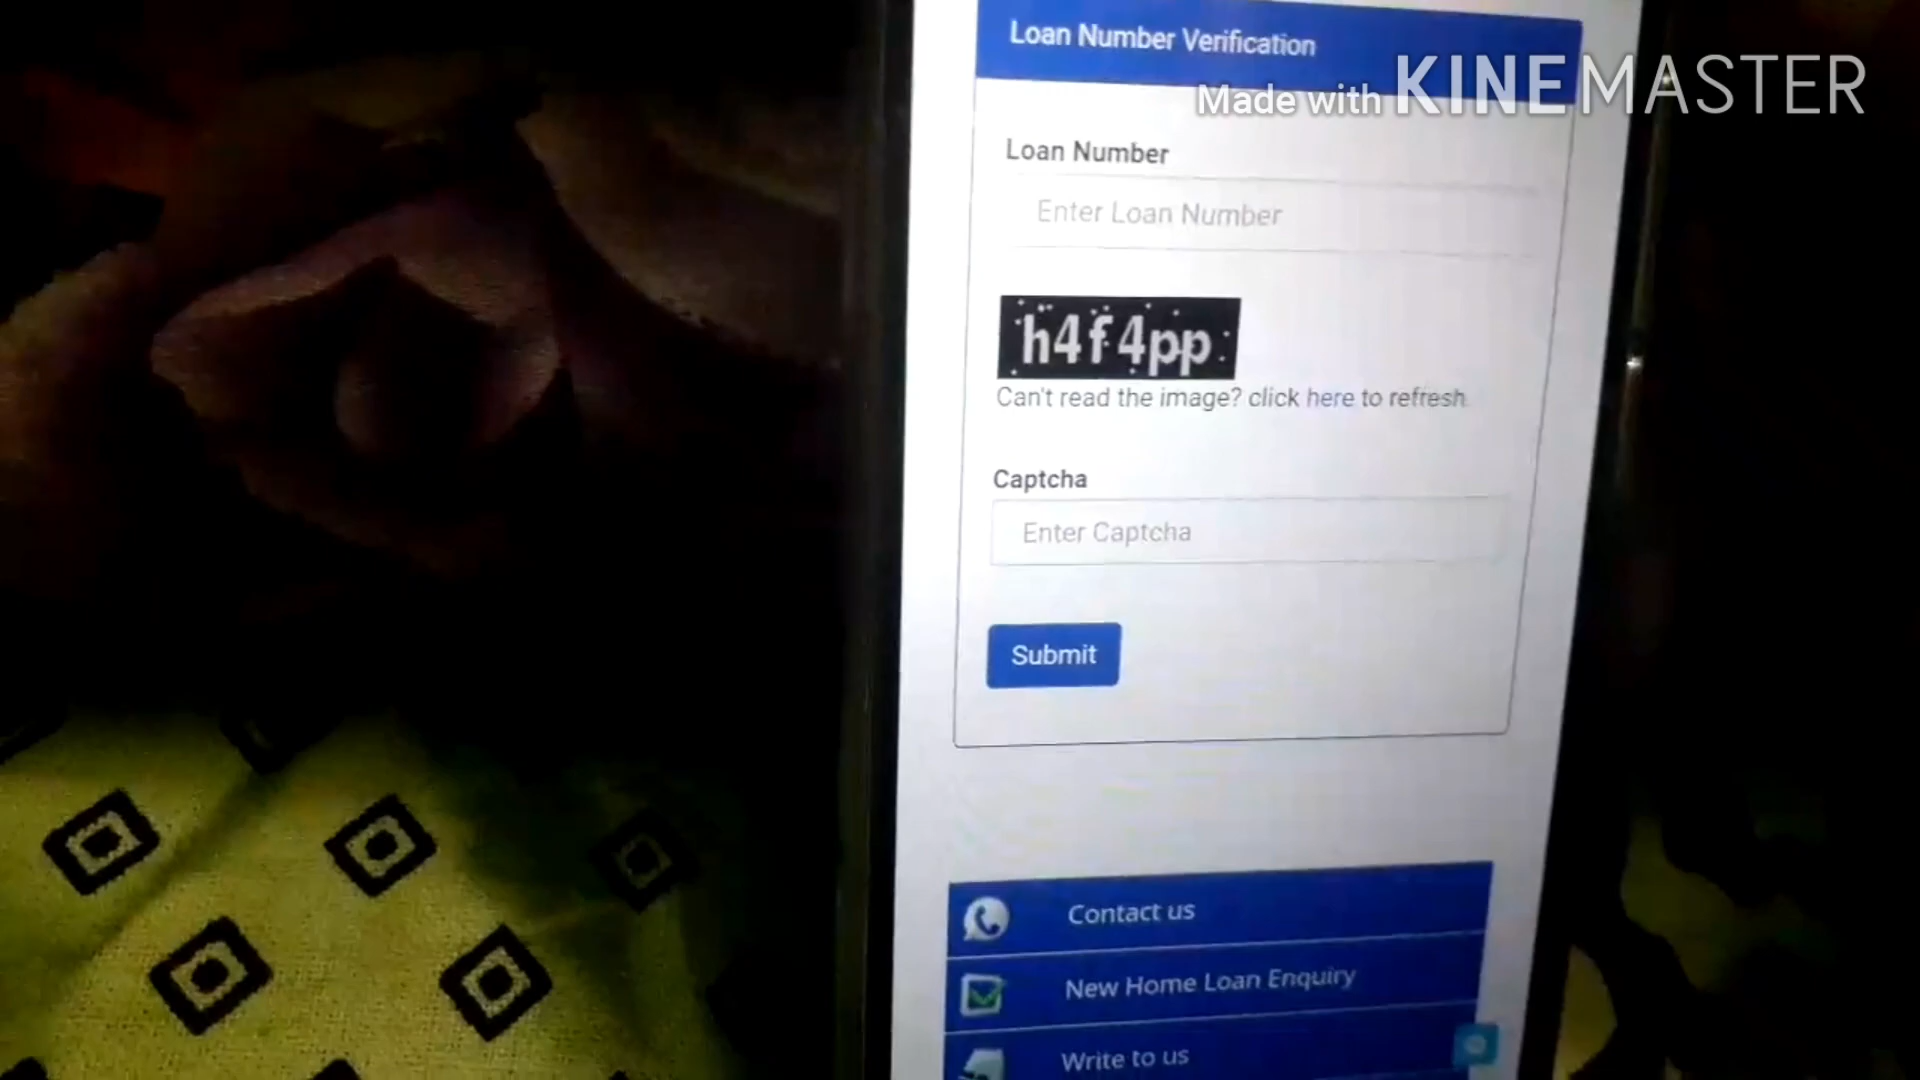 Loan Number Verification
Made with KINEMASTER
Loan Number
Enter Loan Number
h4f4pp
Can't read the image? click here to refresh.
Captcha
Enter Captcha
Submit
Contact us
New Home Loan Enquiry
Write to us